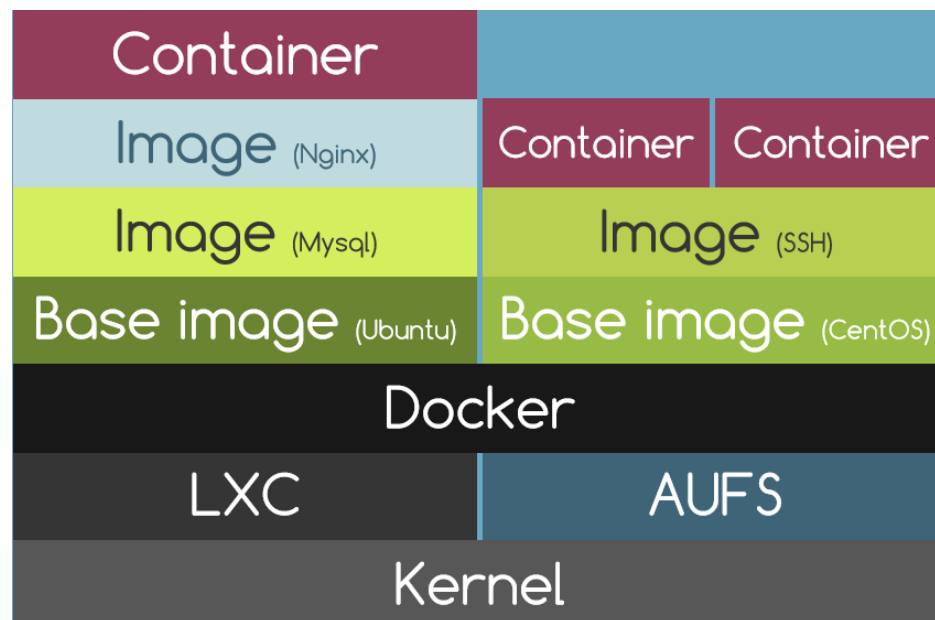 Container
Image (Nginx)
Container Container
Image (Mysql) Image (SSH)
Base image (Ubuntu) Base image (CentOS)
Docker
LXC AUFS
Kernel